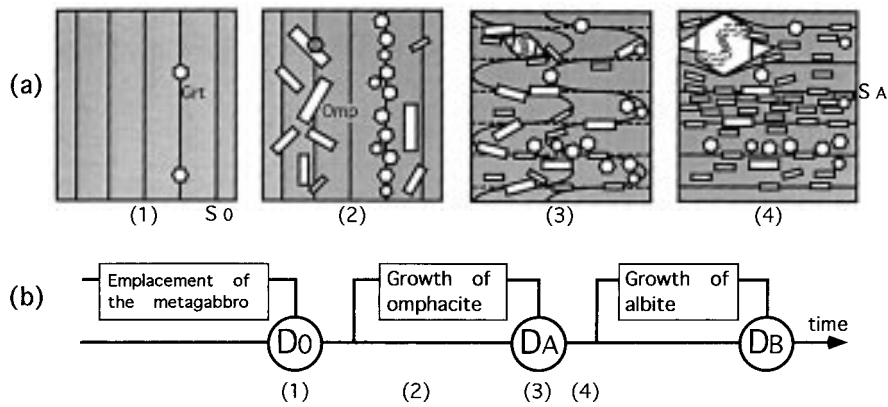 (a)
Grt
Omp
S A
(1)
S 0
(2)
(3)
(4)
(b)
Emplacement of
the metagabbro
Growth of
omphacite
Growth of
albite
time
D0
DA
DB
(1)
(2)
(3)
(4)